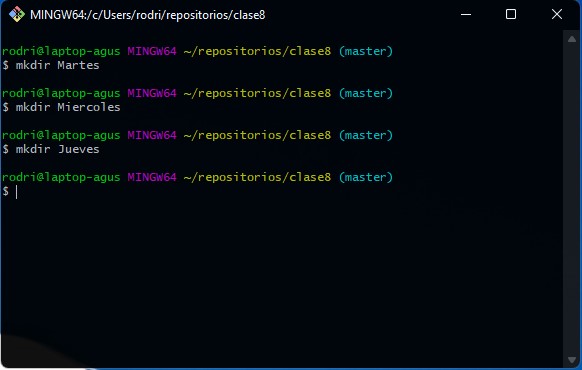 MINGW64:/c/Users/rodri/repositorios/clase8
rodri@laptop-agus MINGW64 ~/repositorios/clase8 (master)
$ mkdir Martes
rodri@laptop-agus MINGW64 ~/repositorios/clase8 (master)
$ mkdir Miercoles
rodri@laptop-agus MINGW64 ~/repositorios/clase8 (master)
$ mkdir Jueves
rodri@laptop-agus MINGW64 ~/repositorios/clase8 (master)
$